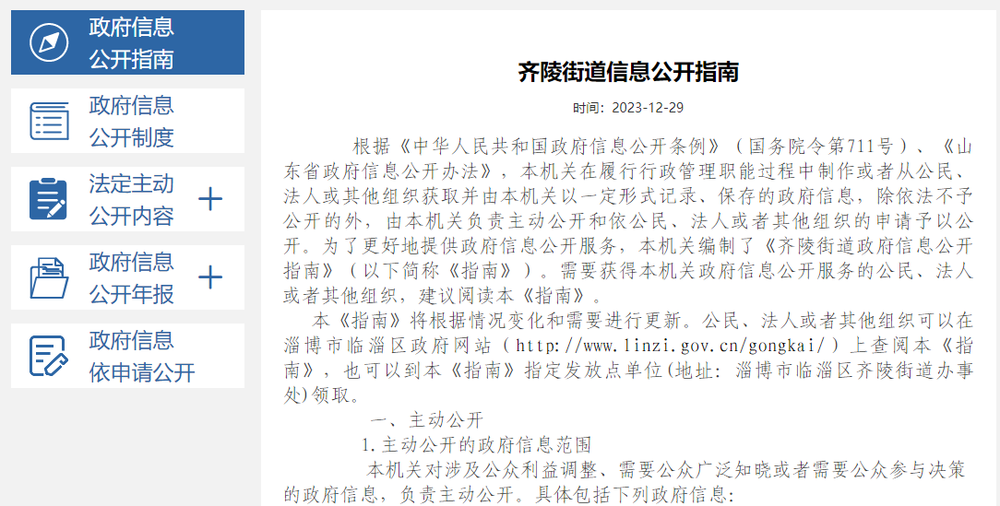 政府信息
公开指南
政府信息
公开制度
法定主动
公开内容
政府信息
公开年报
政府信息
依申请公开
齐陵街道信息公开指南
时间：2023-12-29
根据《中华人民共和国政府信息公开条例》（国务院令第711号）、《山
东省政府信息公开办法》，本机关在履行行政管理职能过程中制作或者从公民、
法人或其他组织获取并由本机关以一定形式记录、保存的政府信息，除依法不予
公开的外，由本机关负责主动公开和依公民、法人或者其他组织的申请予以公
开。为了更好地提供政府信息公开服务，本机关编制了《齐陵街道政府信息公开
指南》（以下简称《指南》）。需要获得本机关政府信息公开服务的公民、法人
或者其他组织，建议阅读本《指南》。
本《指南》将根据情况变化和需要进行更新。公民、法人或者其他组织可以在
淄博市临淄区政府网站（http://www.linzi.gov.cn/gongkai/）上查阅本《指
南》，也可以到本《指南》指定发放点单位(地址：淄博市临淄区齐陵街道办事
处)领取。
一、主动公开
1.主动公开的政府信息范围
本机关对涉及公众利益调整、需要公众广泛知晓或者需要公众参与决策
的政府信息，负责主动公开。具体包括下列政府信息：